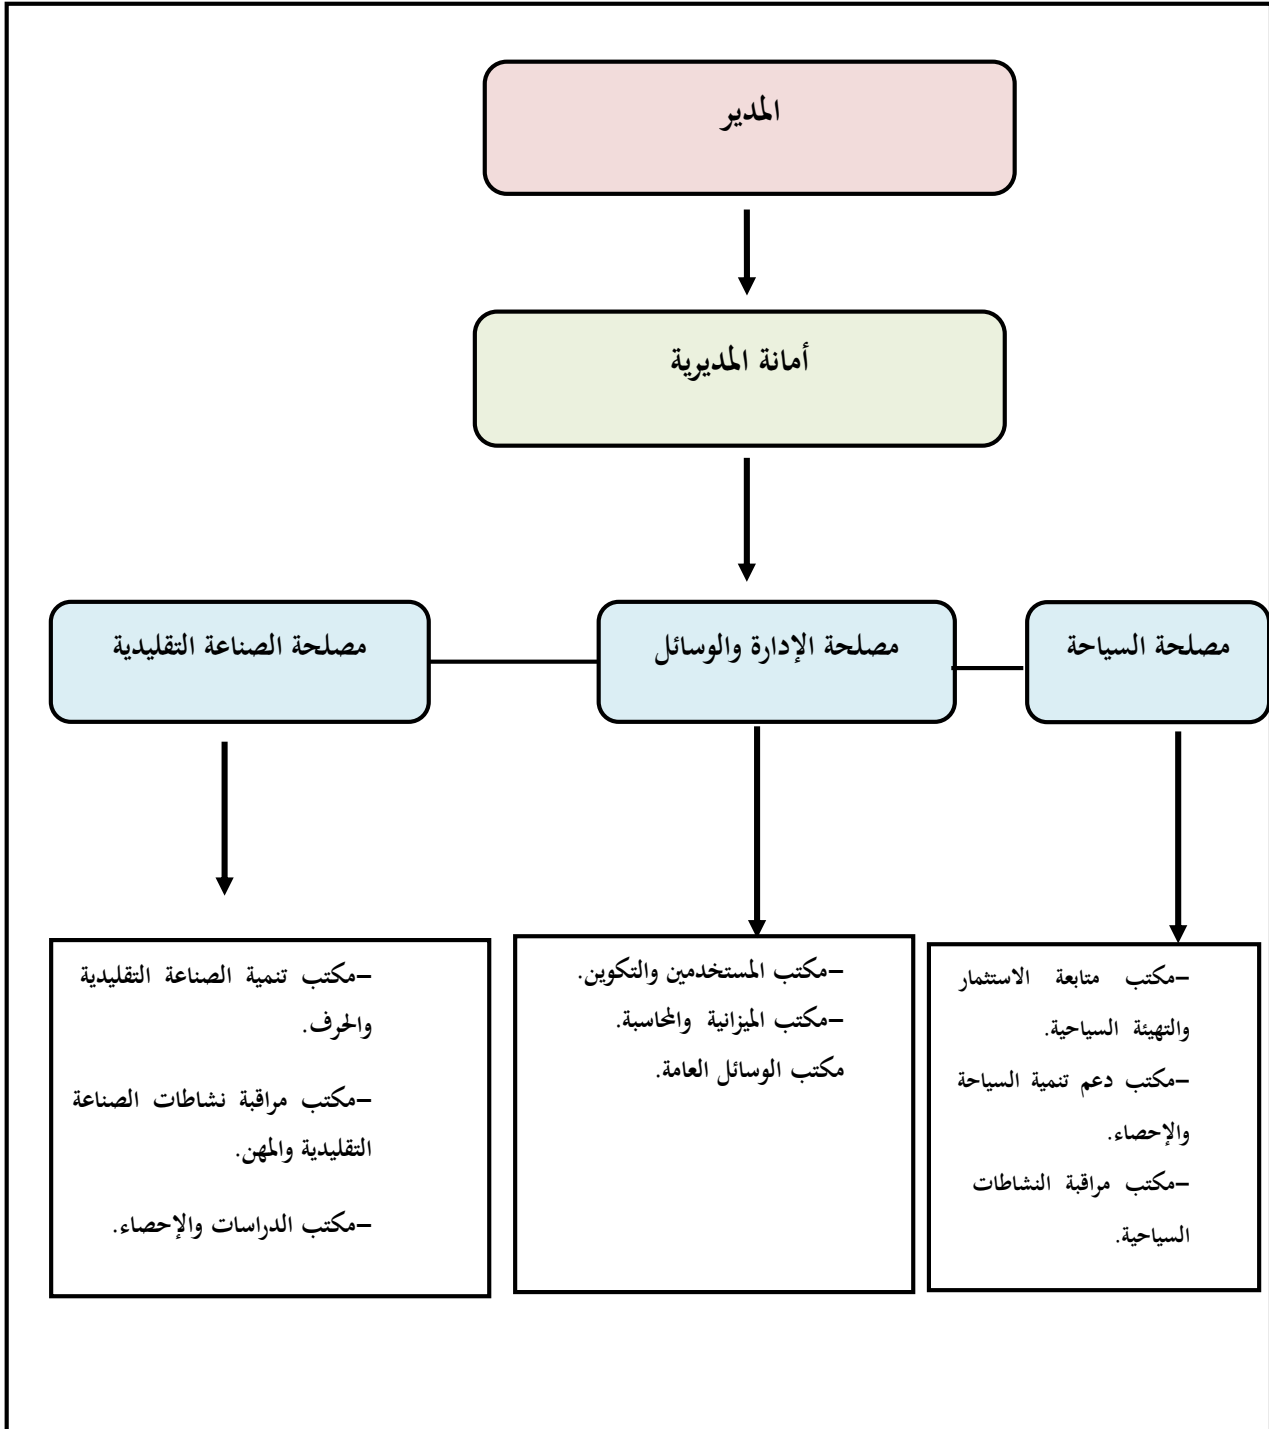 المدير
أمانة المديرية
مصلحة السياحة
مصلحة الإدارة والوسائل
مصلحة الصناعة التقليدية
–مكتب متابعة الاستثمار
والتهيئة السياحية.
–مكتب دعم تنمية السياحة
والإحصاء.
–مكتب مراقبة النشاطات
السياحية.
–مكتب المستخدمين والتكوين.
–مكتب الميزانية والمحاسبة.
مكتب الوسائل العامة.
–مكتب تنمية الصناعة التقليدية
والحرف.
–مكتب مراقبة نشاطات الصناعة
التقليدية والمهن.
–مكتب الدراسات والإحصاء.